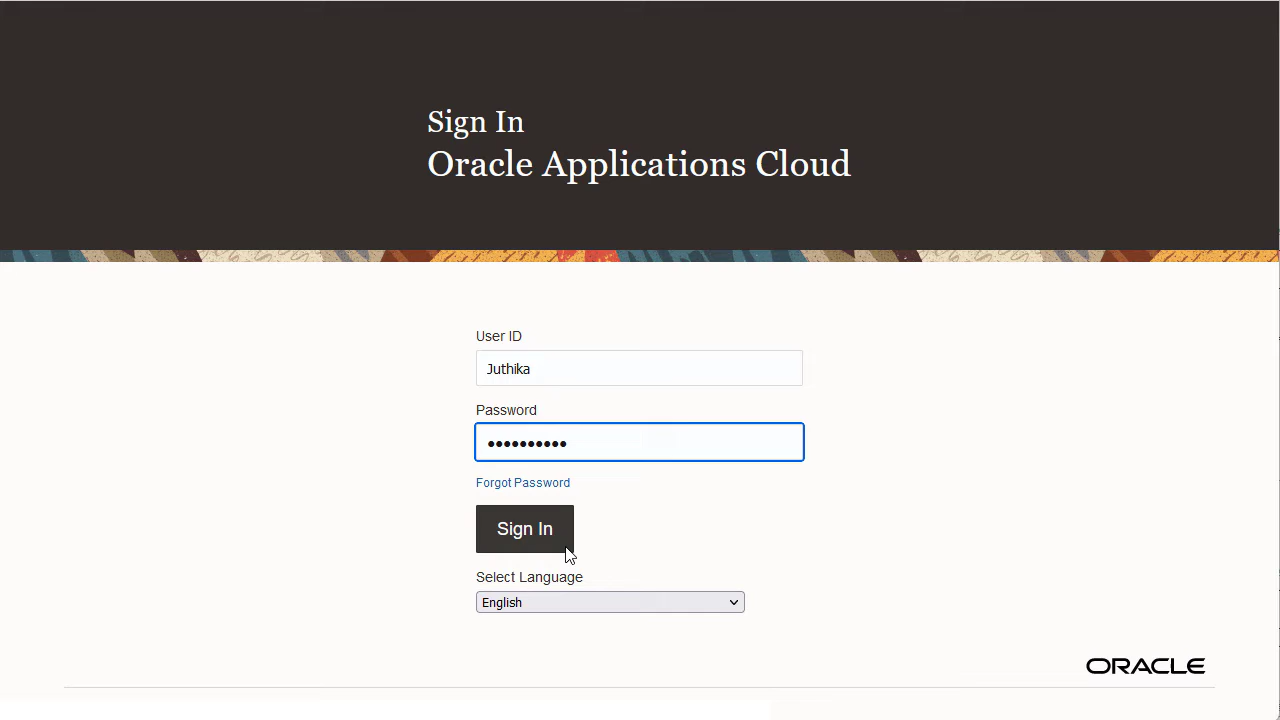 Sign In
Oracle Applications Cloud
User ID
Juthika
Password
••••••••••
Forgot Password
Sign In
Select Language
English
ORACLE